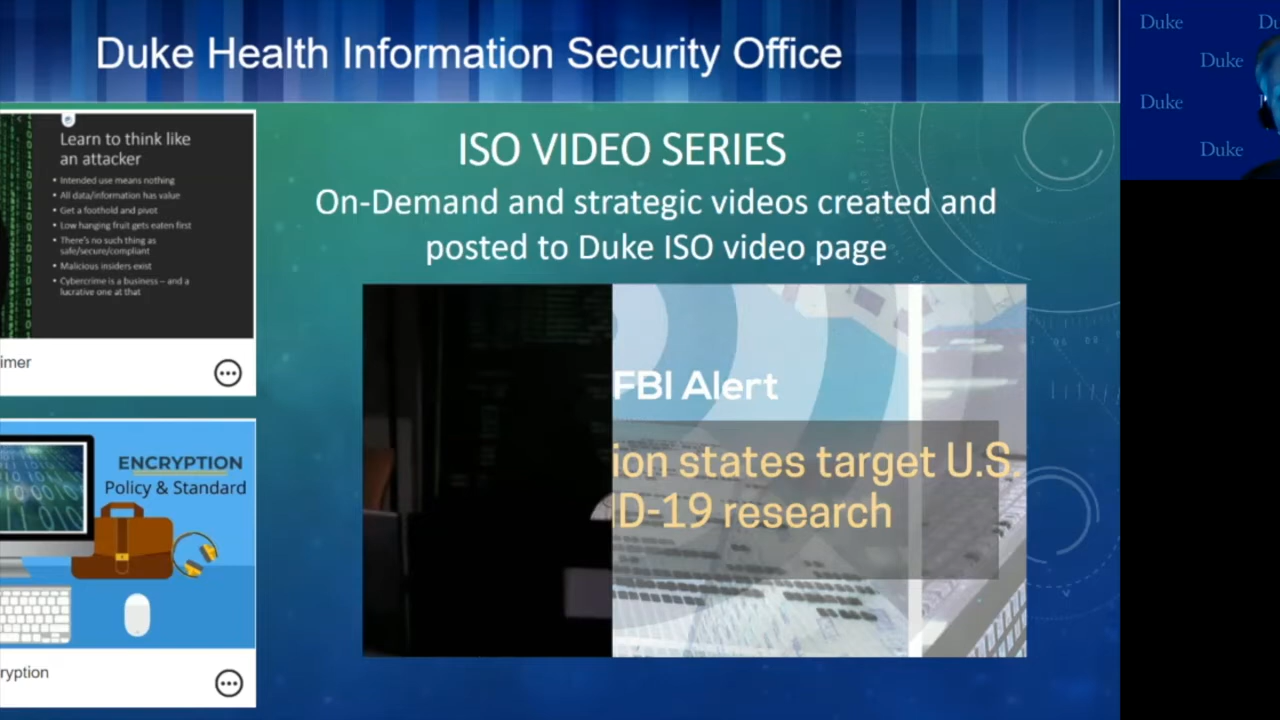 Duke Health Information Security Office
Learn to think like
an attacker
• Intended use means nothing
• All data/information has value
• Get a foothold and pivot
• Low hanging fruit gets eaten first
• There's no such thing as
safe/secure/compliant
• Malicious insiders exist
• Cybercrime is a business – and a
lucrative one at that
imer
ENCRYPTION
Policy & Standard
ryption
ISO VIDEO SERIES
On-Demand and strategic videos created and
posted to Duke ISO video page
FBI Alert
ion states target U.S.
ID-19 research
Duke
Du
Duke
Duke
Duke